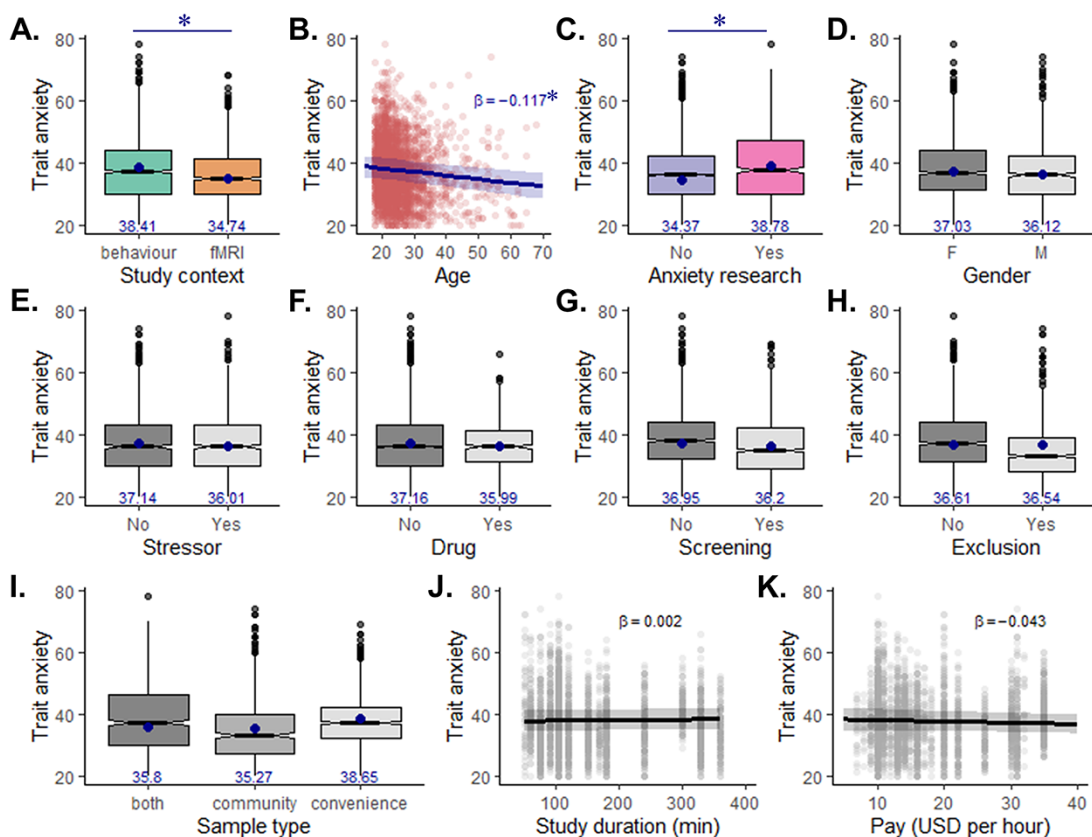 A.
*
Trait anxiety
80
60
40
20
38.41
34.74
behaviour
fMRI
Study context
B.
β = −0.117*
Trait anxiety
80
60
40
20
20
30
40
50
60
70
Age
C.
*
Trait anxiety
80
60
40
20
34.37
38.78
No
Yes
Anxiety research
D.
Trait anxiety
80
60
40
20
37.03
36.12
F
M
Gender
E.
Trait anxiety
80
60
40
20
37.14
36.01
No
Yes
Stressor
F.
Trait anxiety
80
60
40
20
37.16
35.99
No
Yes
Drug
G.
Trait anxiety
80
60
40
20
36.95
36.2
No
Yes
Screening
H.
Trait anxiety
80
60
40
20
36.61
36.54
No
Yes
Exclusion
I.
Trait anxiety
80
60
40
20
35.8
35.27
38.65
both
community
convenience
Sample type
J.
β = 0.002
Trait anxiety
80
60
40
20
100
200
300
400
Study duration (min)
K.
β = −0.043
Trait anxiety
80
60
40
20
10
20
30
40
Pay (USD per hour)